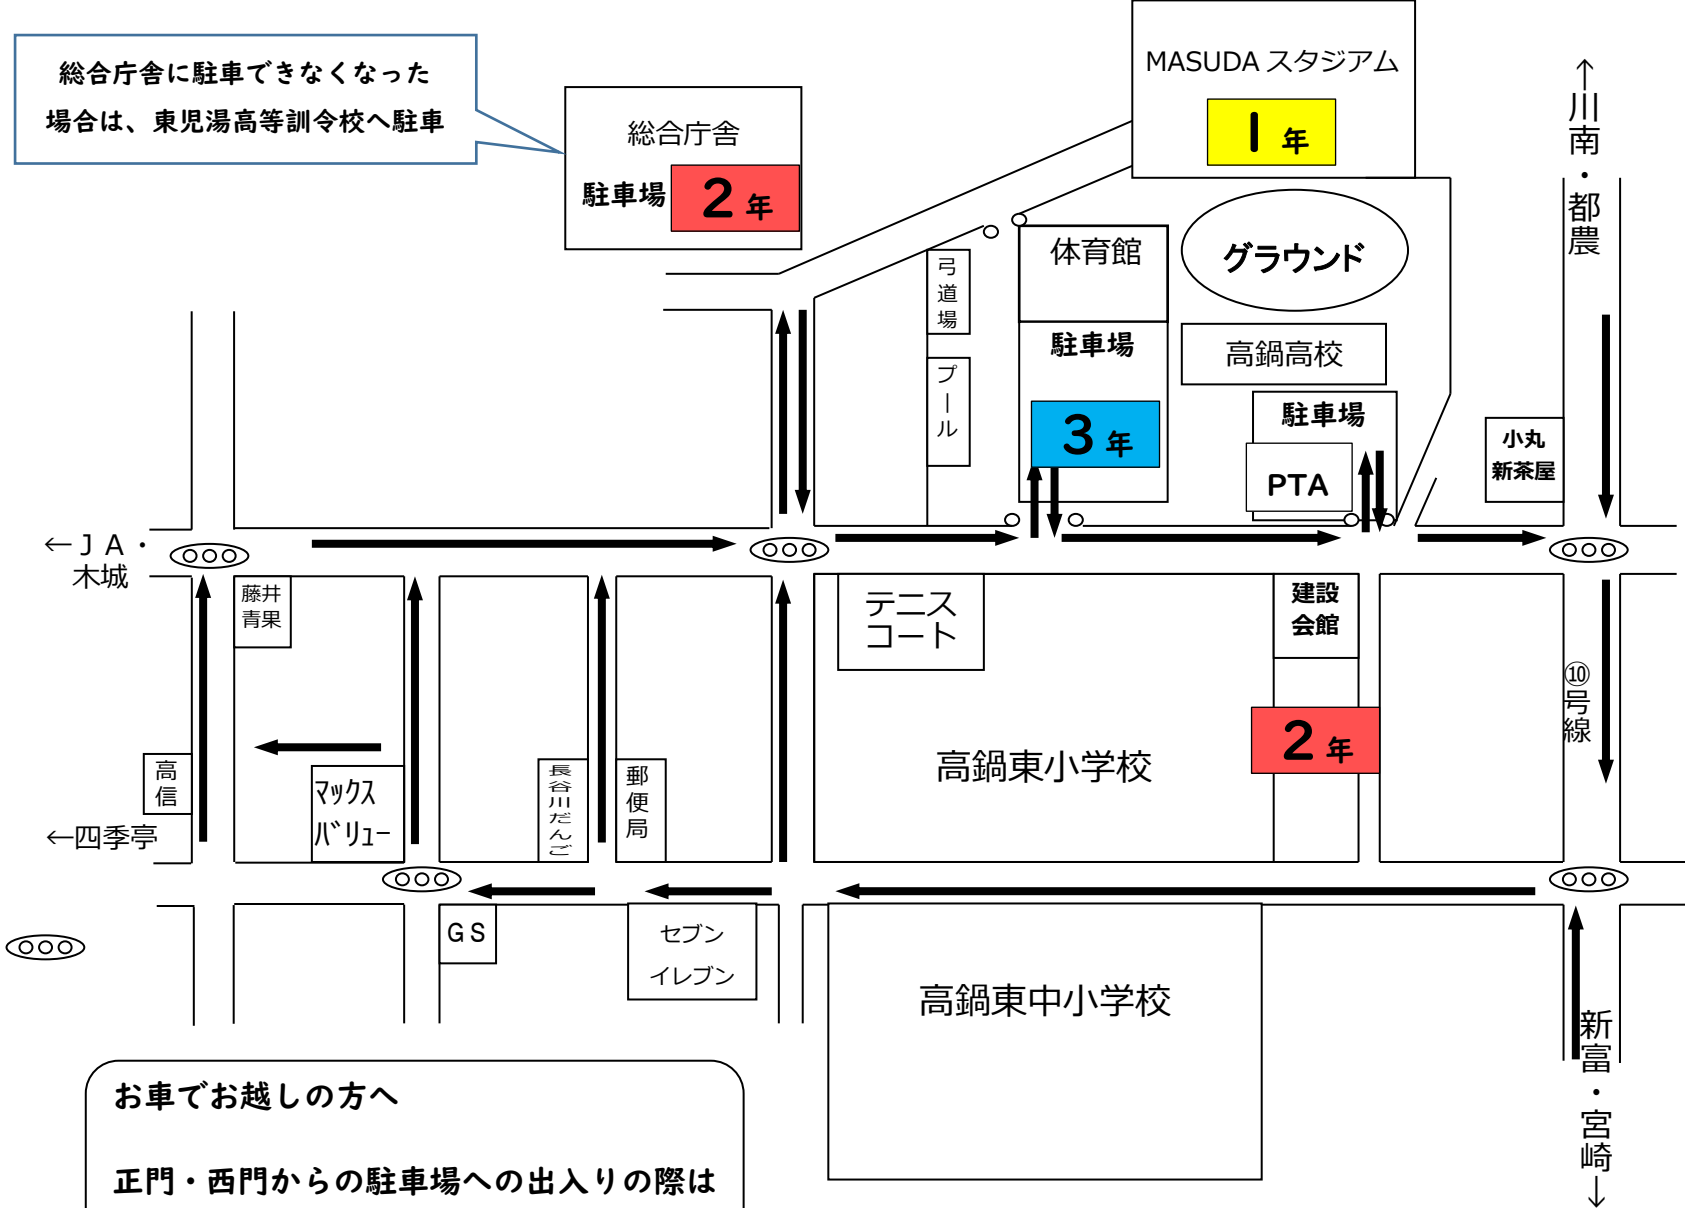 総合庁舎に駐車できなくなった
場合は、東児湯高等訓令校へ駐車
総合庁舎
駐車場
2年
MASUDA スタジアム
1年
↑川南・都農
体育館
グラウンド
弓道場
駐車場
高鍋高校
プール
3年
駐車場
PTA
小丸
新茶屋
←ＪＡ・
木城
藤井
青果
テニス
コート
建設
会館
⑩号線
2年
高鍋東小学校
高信
マックス
バリュー
長谷川だんご
郵便局
←四季亭
ＧＳ
セブン
イレブン
高鍋東中小学校
新富・宮崎→
お車でお越しの方へ
正門・西門からの駐車場への出入りの際は